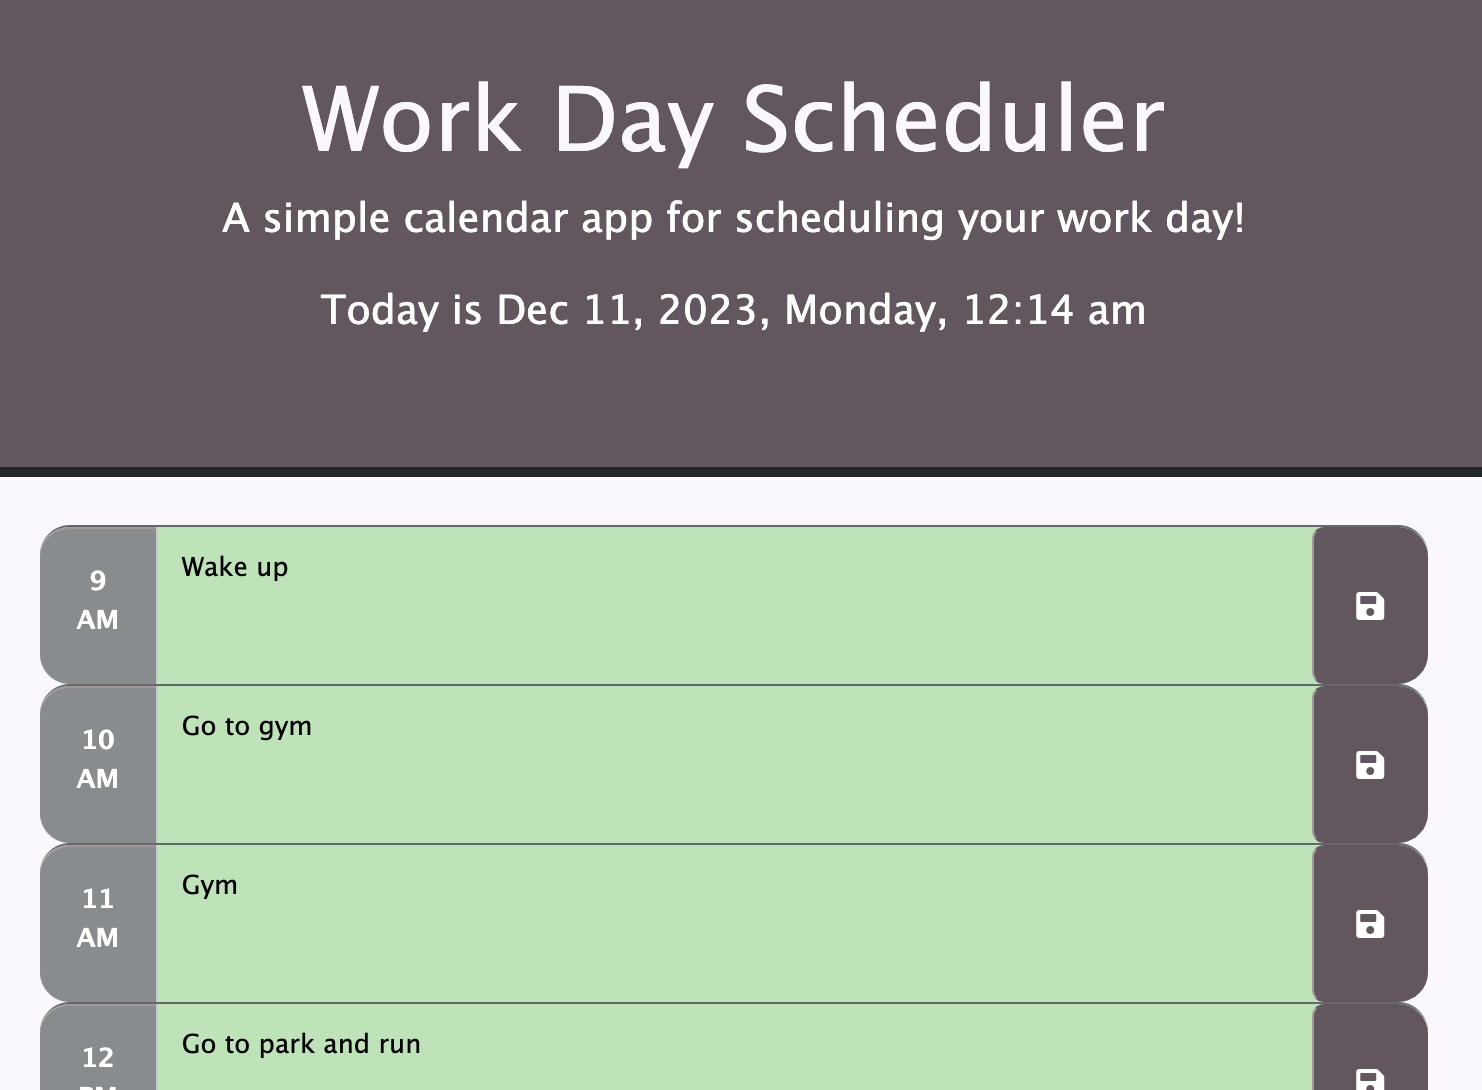 Work Day Scheduler
A simple calendar app for scheduling your work day!
Today is Dec 11, 2023, Monday, 12:14 am
9
AM
Wake up
10
AM
Go to gym
11
AM
Gym
12
PM
Go to park and run